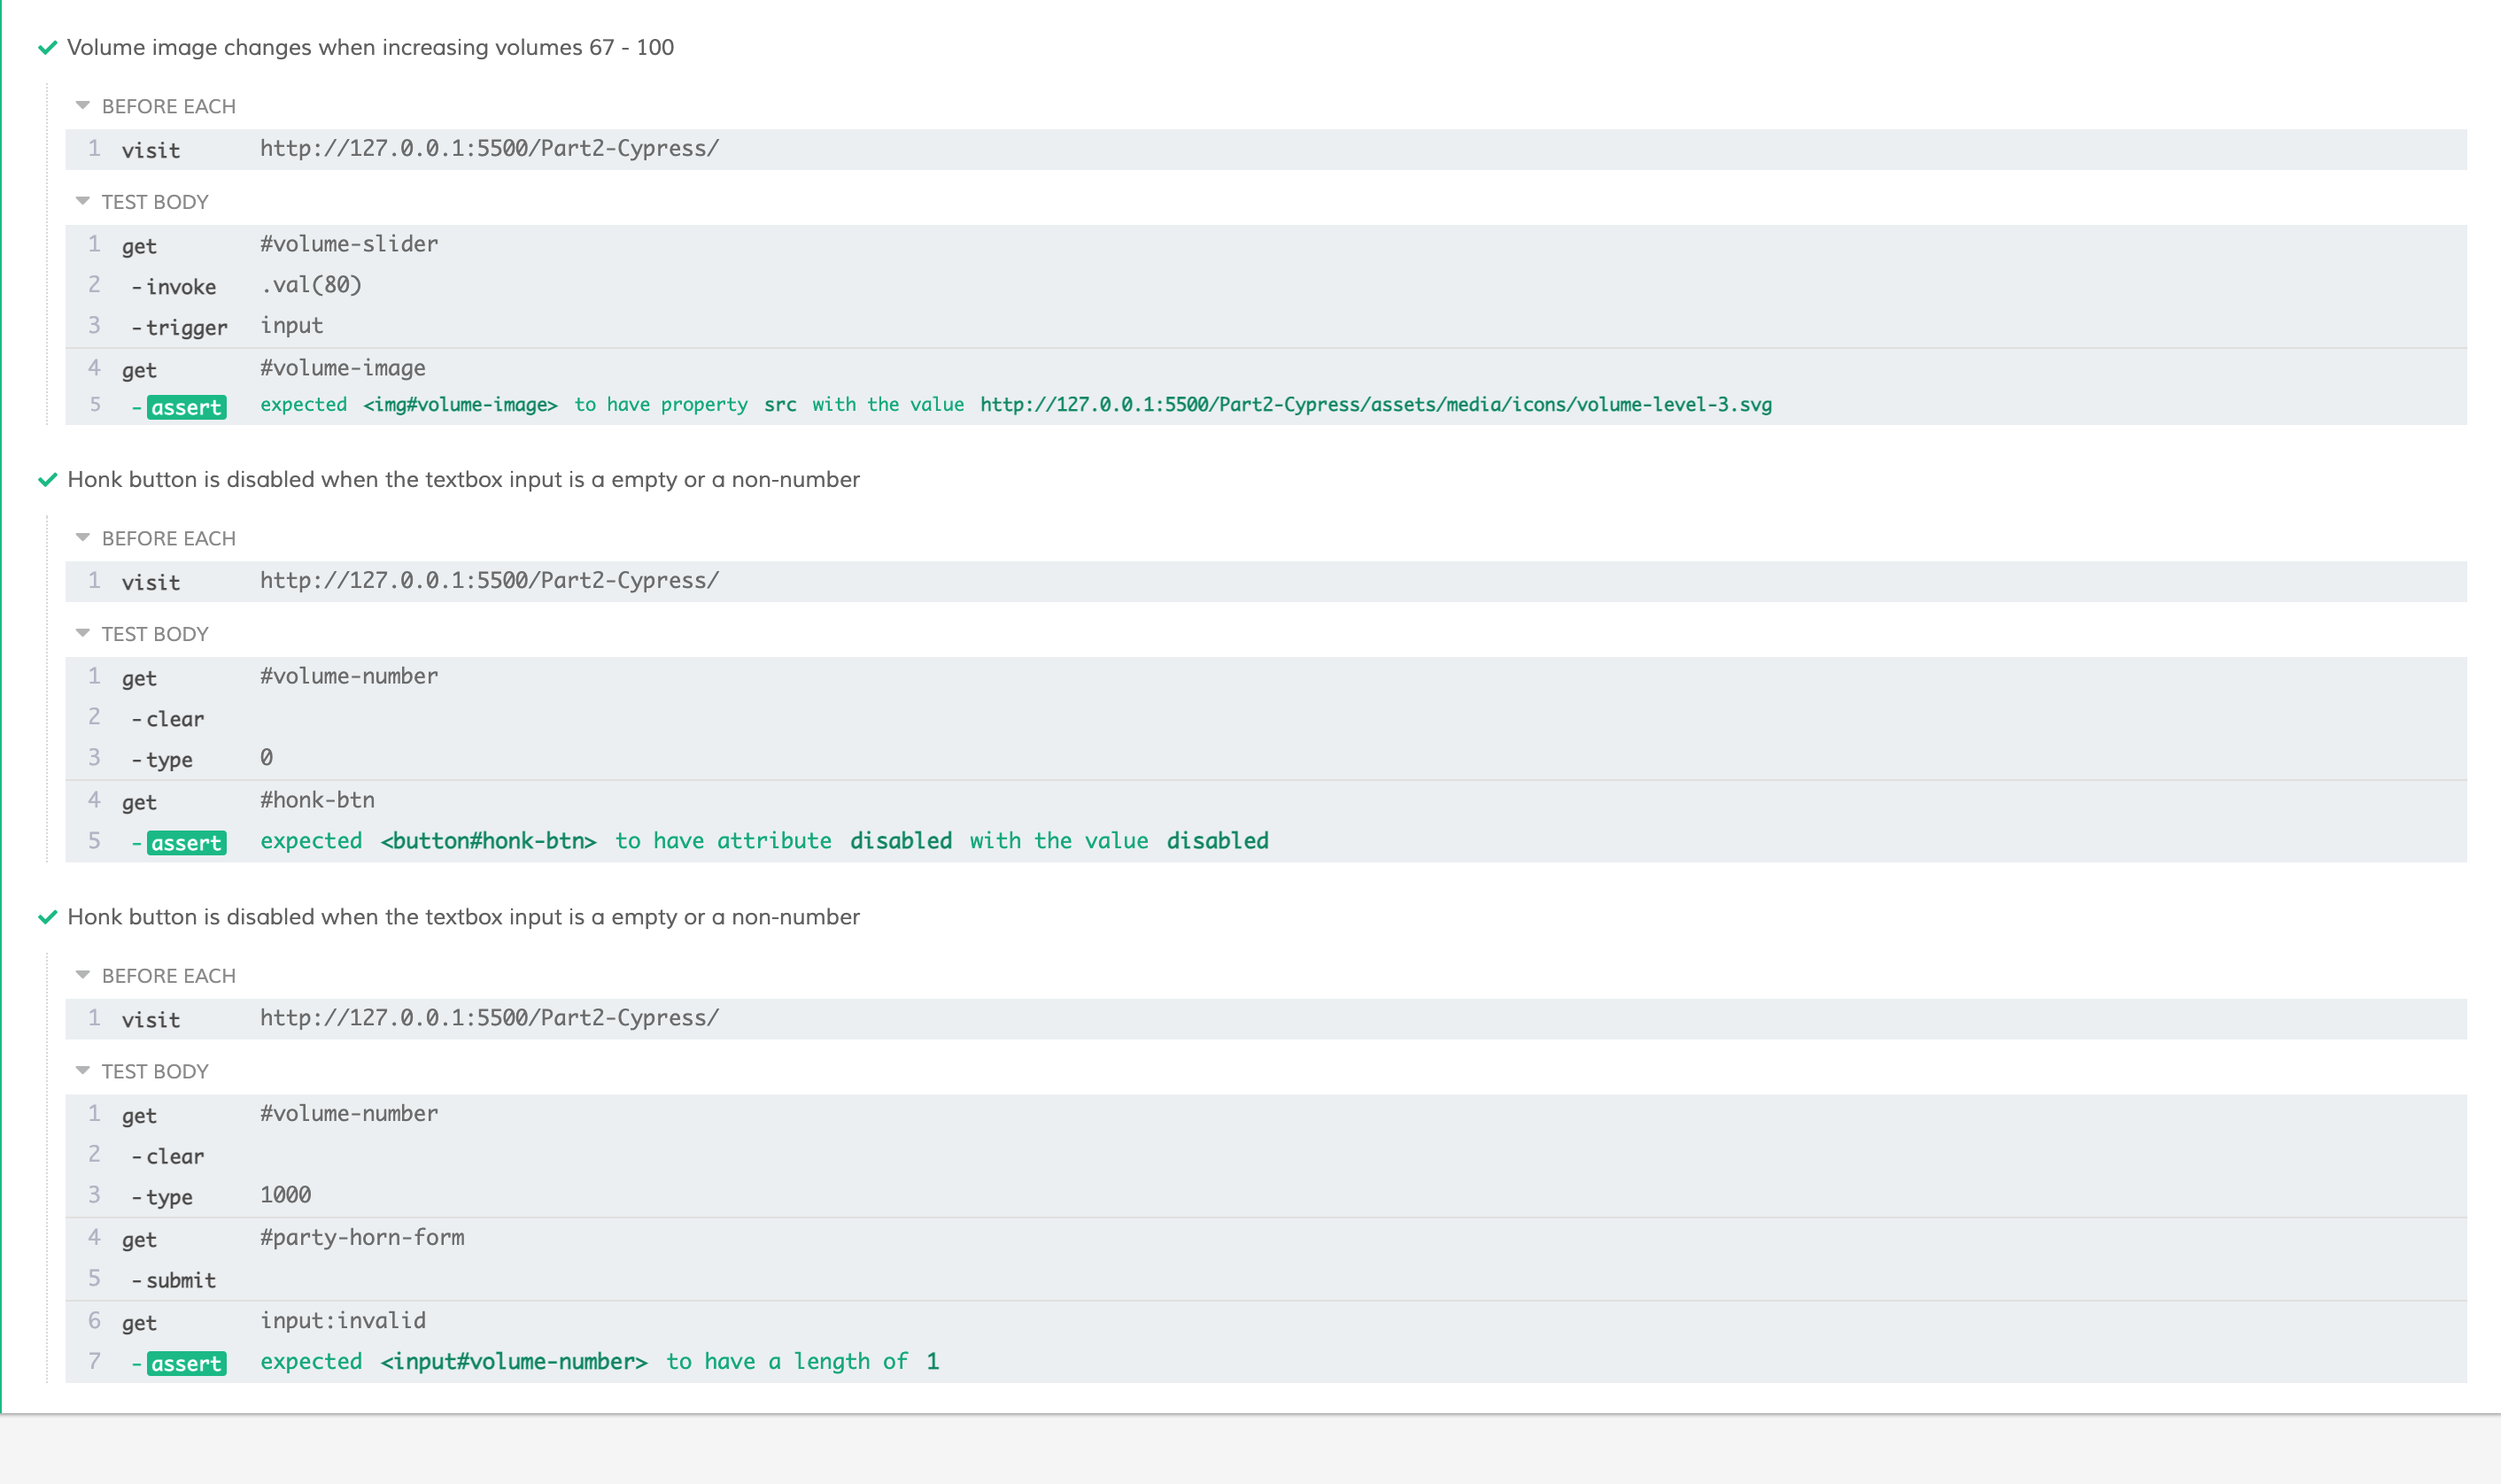 Volume image changes when increasing volumes 67 - 100
BEFORE EACH
1 visit http://127.0.0.1:5500/Part2-Cypress/
TEST BODY
1 get #volume-slider
2 -invoke .val(80)
3 -trigger input
4 get #volume-image
5 -assert expected <img#volume-image> to have property src with the value http://127.0.0.1:5500/Part2-Cypress/assets/media/icons/volume-level-3.svg
Honk button is disabled when the textbox input is a empty or a non-number
BEFORE EACH
1 visit http://127.0.0.1:5500/Part2-Cypress/
TEST BODY
1 get #volume-number
2 -clear
3 -type 0
4 get #honk-btn
5 -assert expected <button#honk-btn> to have attribute disabled with the value disabled
Honk button is disabled when the textbox input is a empty or a non-number
BEFORE EACH
1 visit http://127.0.0.1:5500/Part2-Cypress/
TEST BODY
1 get #volume-number
2 -clear
3 -type 1000
4 get #party-horn-form
5 -submit
6 get input:invalid
7 -assert expected <input#volume-number> to have a length of 1